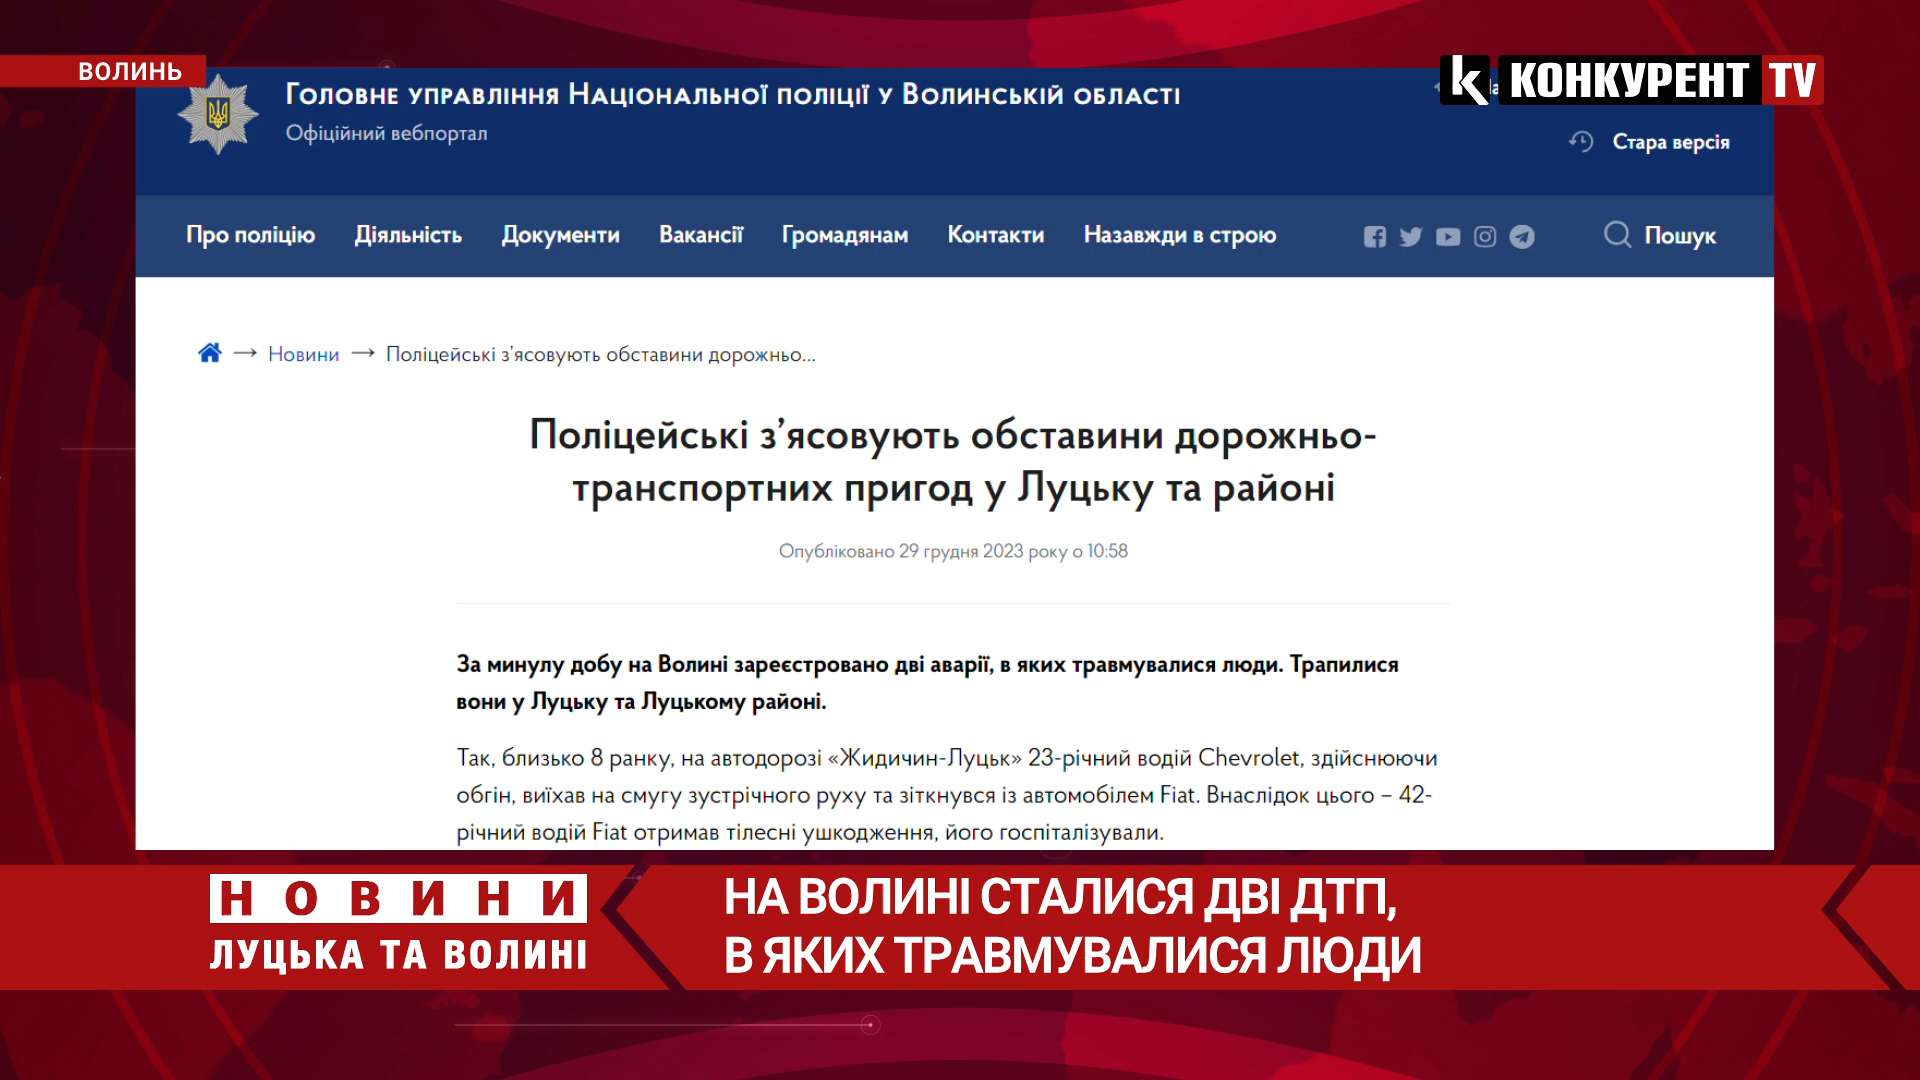 ВОЛИНЬ
КОНКУРЕНТ TV
Головне управління Національної поліції у Волинській області
Офіційний вебпортал
Стара версія
Про поліцію Діяльність Документи Вакансії Громадянам Контакти Назавжди в строю Пошук
Новини → Поліцейські з’ясовують обставини дорожньо...
Поліцейські з’ясовують обставини дорожньо-
транспортних пригод у Луцьку та районі
Опубліковано 29 грудня 2023 року о 10:58
За минулу добу на Волині зареєстровано дві аварії, в яких травмувалися люди. Трапилися
вони у Луцьку та Луцькому районі.
Так, близько 8 ранку, на автодорозі «Жидичин-Луцьк» 23-річний водій Chevrolet, здійснюючи
обгін, виїхав на смугу зустрічного руху та зіткнувся із автомобілем Fiat. Внаслідок цього – 42-
річний водій Fiat отримав тілесні ушкодження, його госпіталізували.
НОВИНИ
ЛУЦЬКА ТА ВОЛИНІ
НА ВОЛИНІ СТАЛИСЯ ДВІ ДТП,
В ЯКИХ ТРАВМУВАЛИСЯ ЛЮДИ